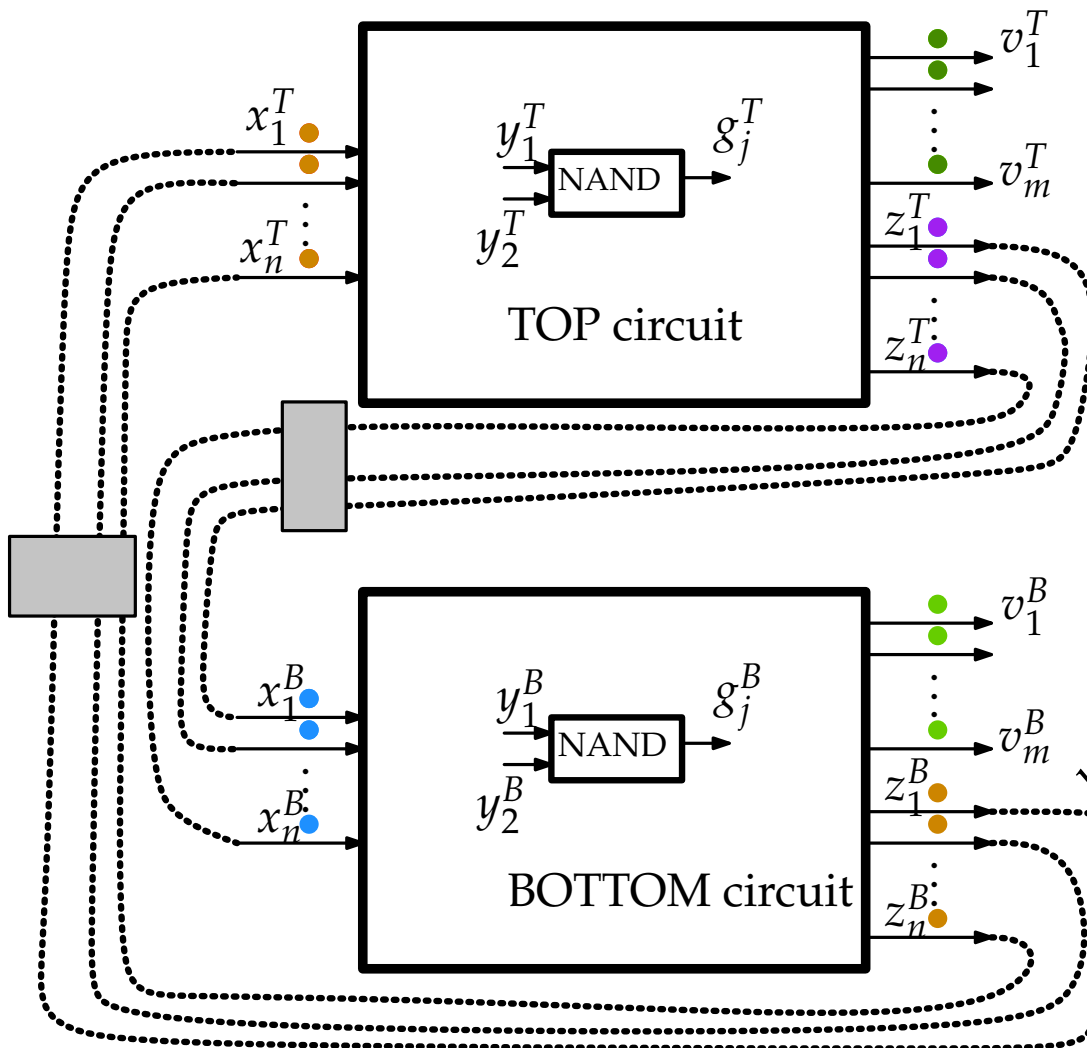 v_1^T
x_1^T
y_1^T
g_j^T
NAND
v_m^T
y_2^T
z_1^T
x_n^T
TOP circuit
z_n^T
v_1^B
x_1^B
y_1^B
g_j^B
NAND
v_m^B
y_2^B
z_1^B
x_n^B
BOTTOM circuit
z_n^B